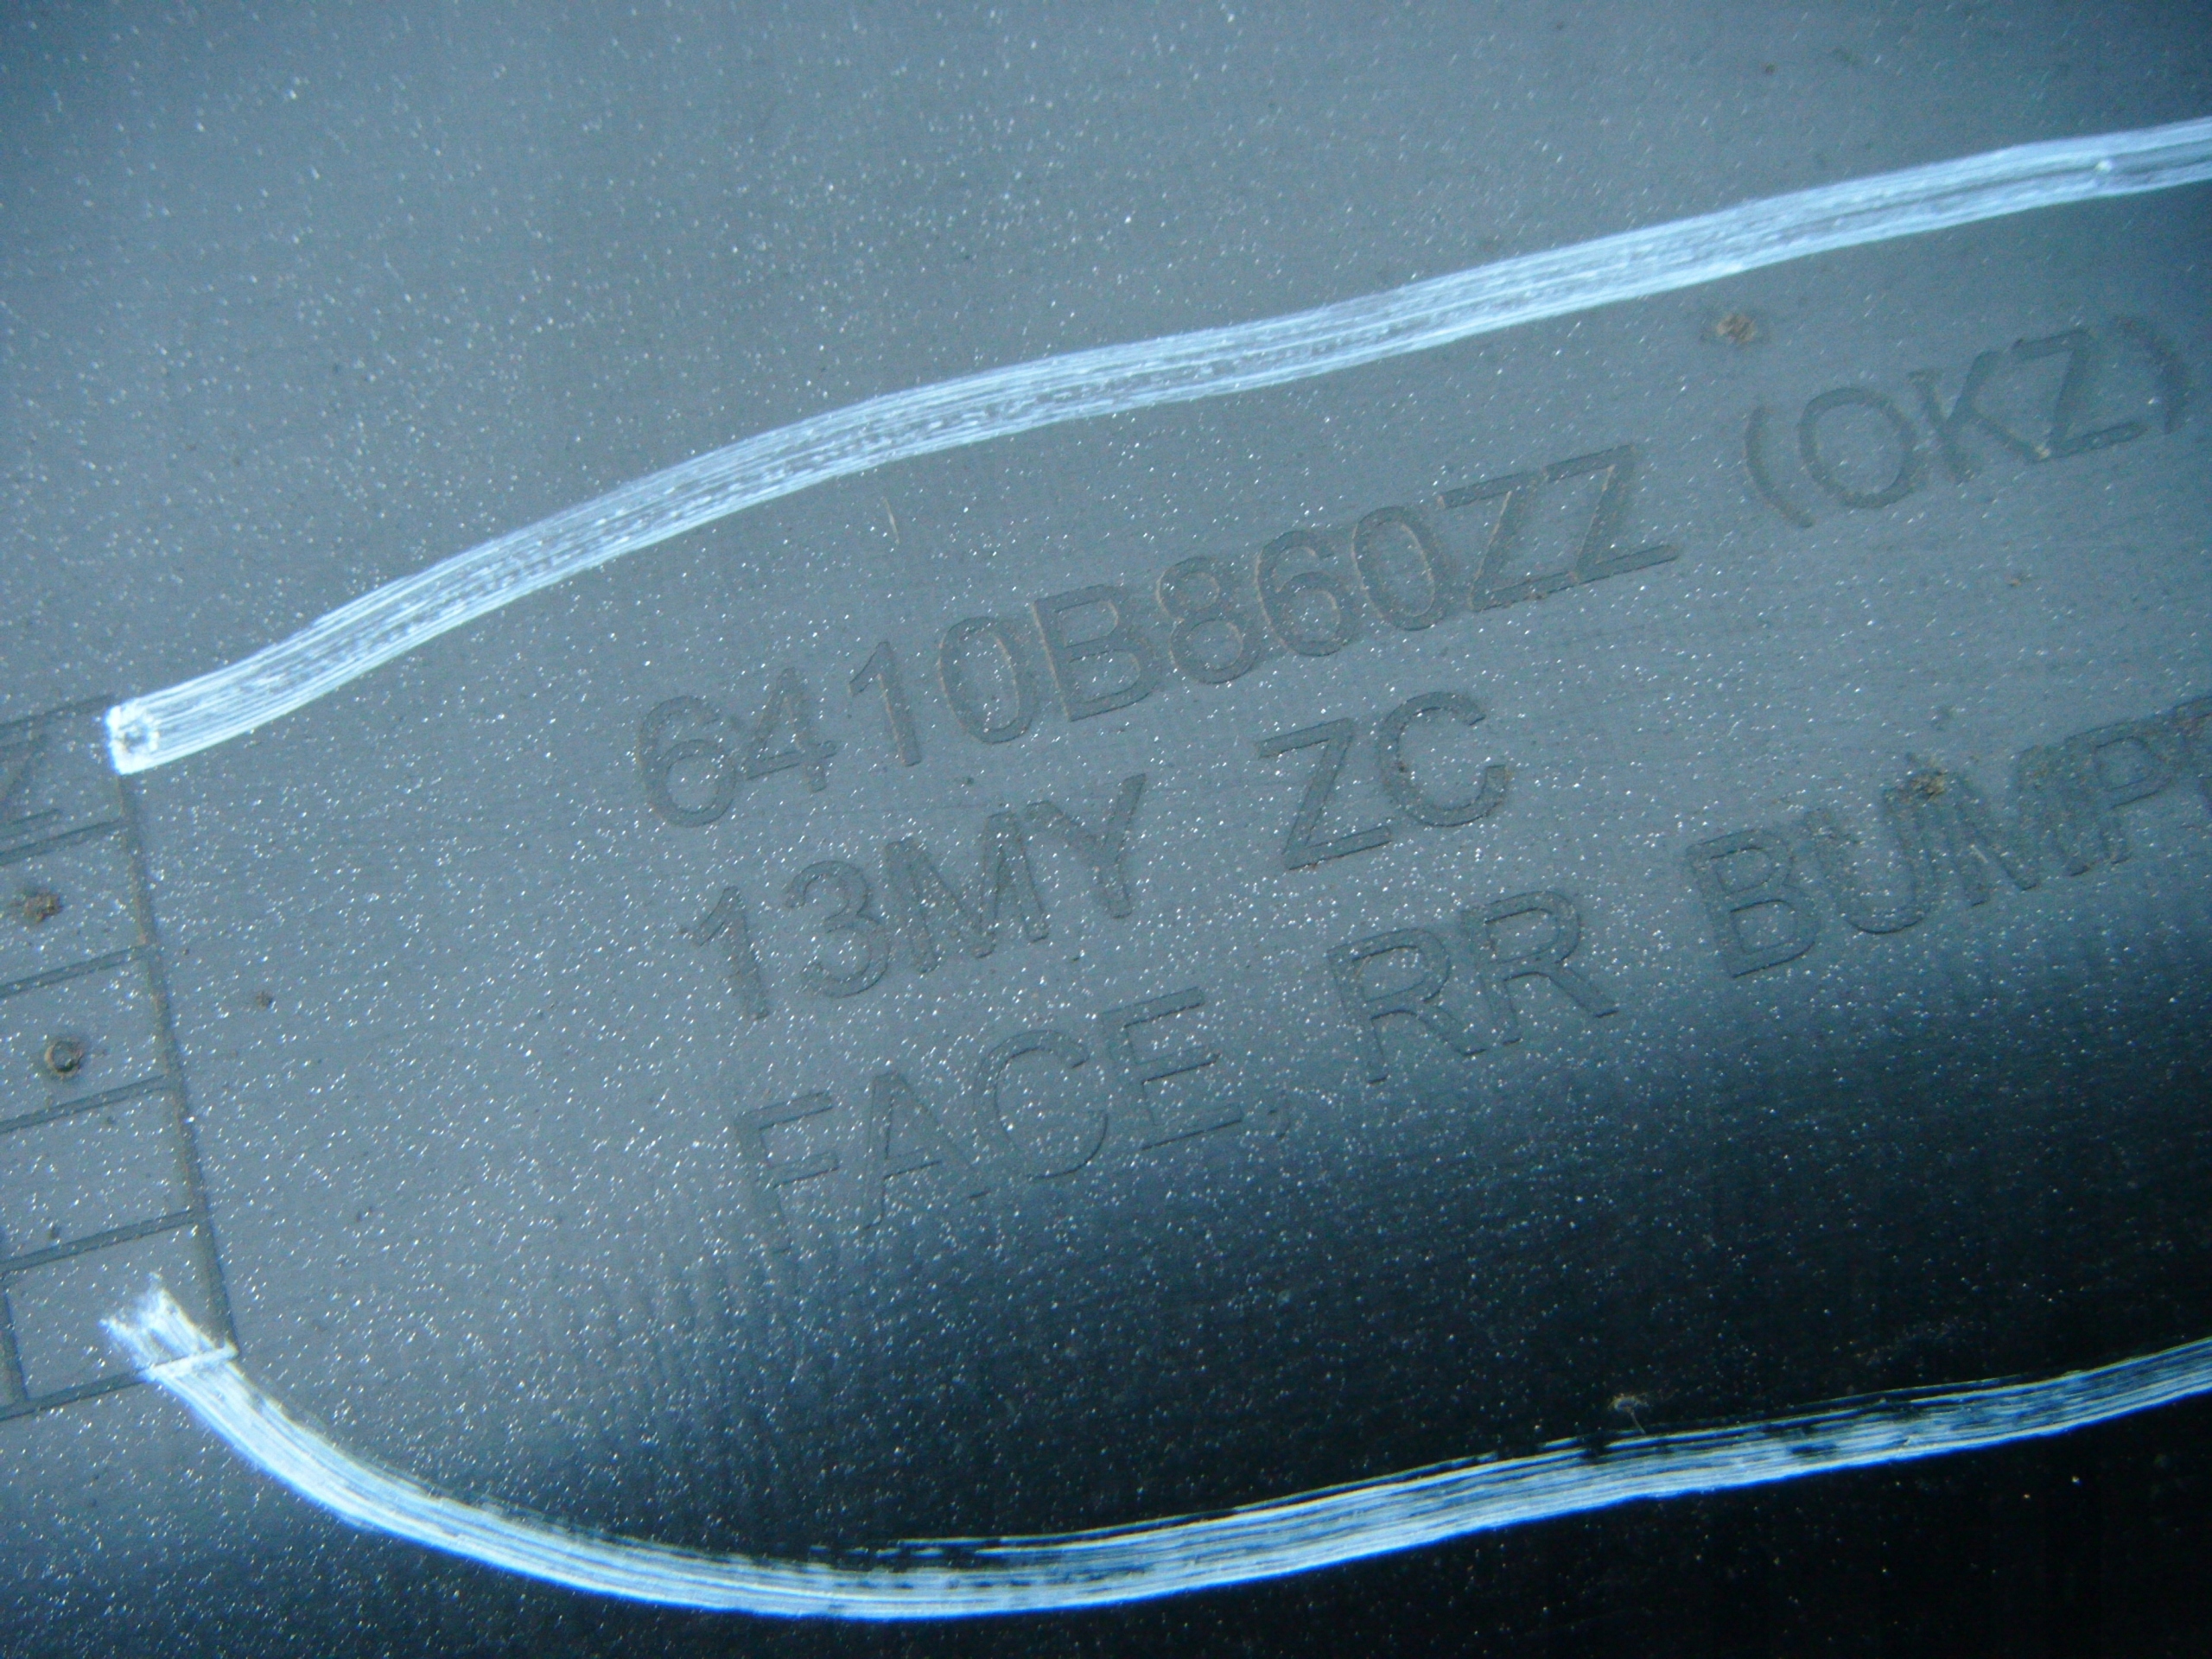 6410B860ZZ (OKZ)
13MY ZC
FACE, RR BUMP